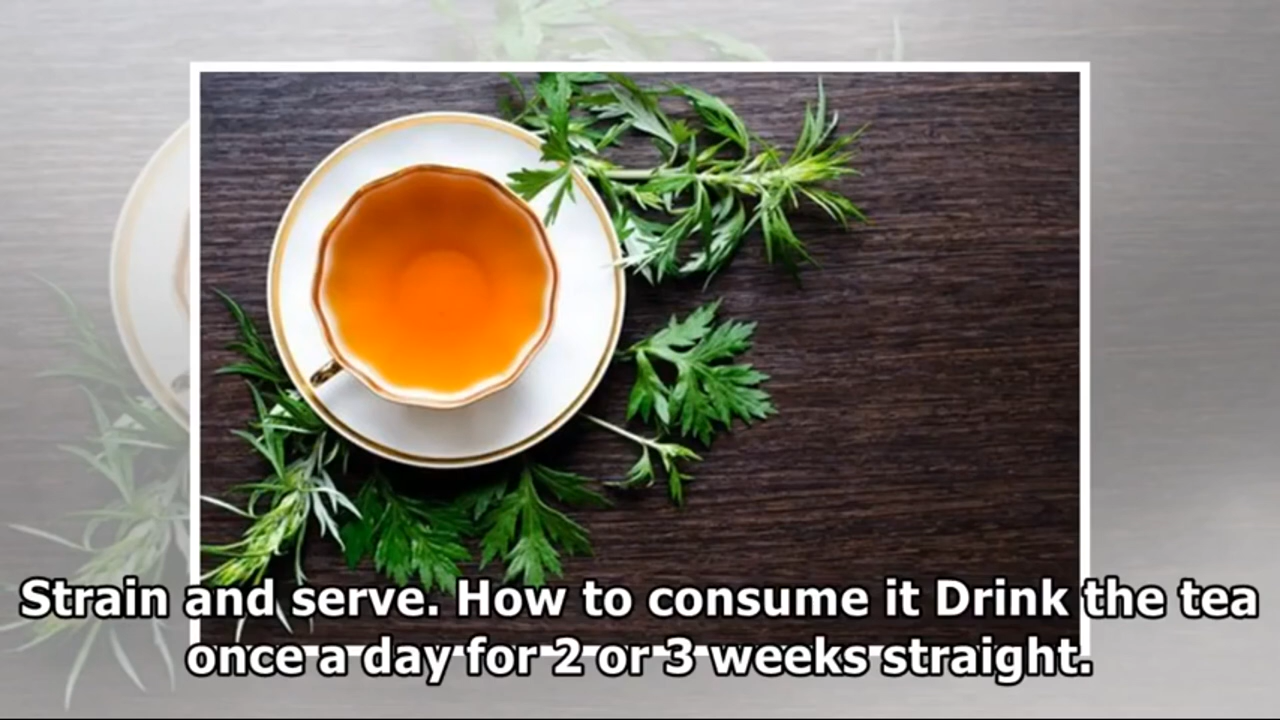 Strain and serve. How to consume it Drink the tea
once a day for 2 or 3 weeks straight.